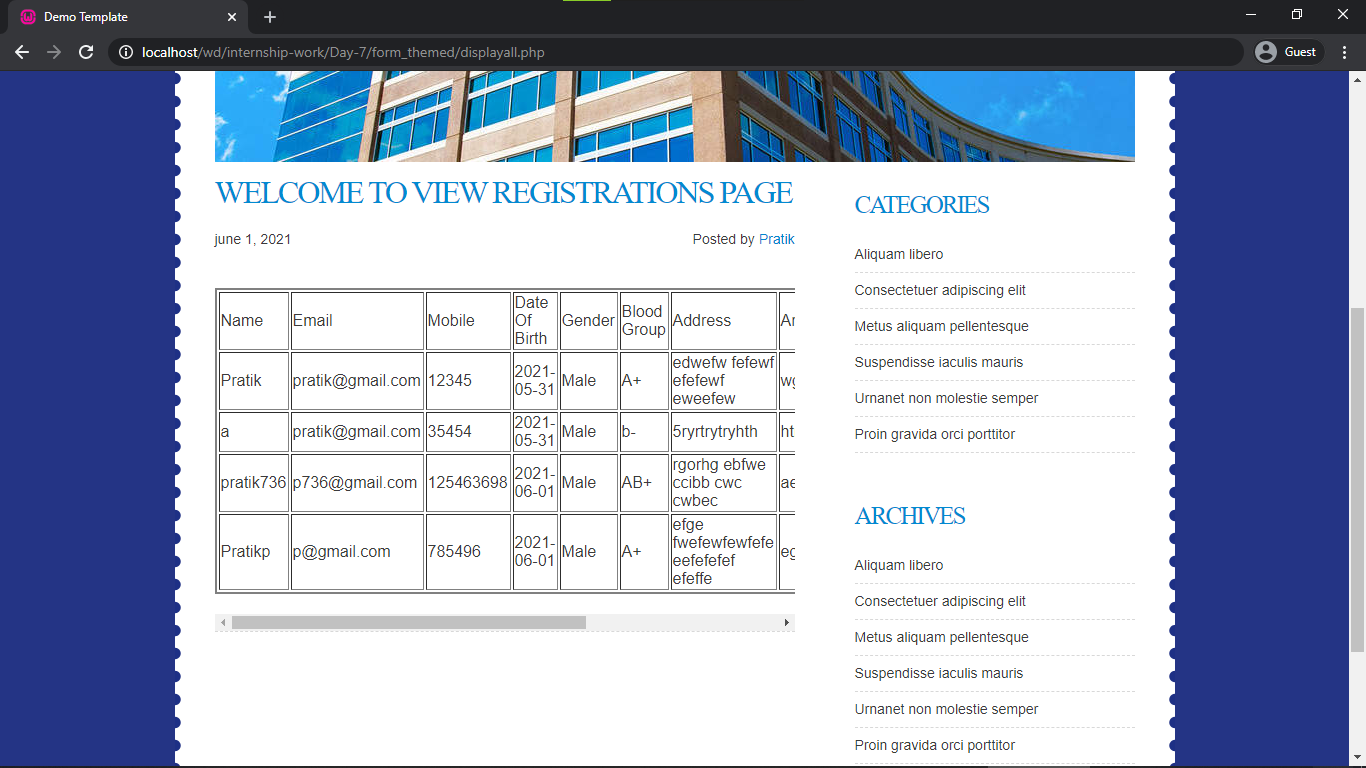 Demo Template
localhost/wd/internship-work/Day-7/form_themed/displayall.php
Guest
WELCOME TO VIEW REGISTRATIONS PAGE
june 1, 2021 Posted by Pratik
Name Email Mobile Date Of Birth Gender Blood Group Address
Pratik pratik@gmail.com 12345 2021-05-31 Male A+ edwefw fefewf efefewf eweefew
a pratik@gmail.com 35454 2021-05-31 Male b- 5ryrtrytryhth ht
pratik736 p736@gmail.com 125463698 2021-06-01 Male AB+ rgorhg ebfwe ccibb cwc cwbec ae
Pratikp p@gmail.com 785496 2021-06-01 Male A+ efge fwefewfewfefe eefefefef efeffe
CATEGORIES
Aliquam libero
Consectetuer adipiscing elit
Metus aliquam pellentesque
Suspendisse iaculis mauris
Urnanet non molestie semper
Proin gravida orci porttitor
ARCHIVES
Aliquam libero
Consectetuer adipiscing elit
Metus aliquam pellentesque
Suspendisse iaculis mauris
Urnanet non molestie semper
Proin gravida orci porttitor